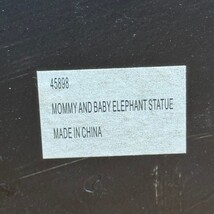 45898
MOMMY AND BABY ELEPHANT STATUE
MADE IN CHINA